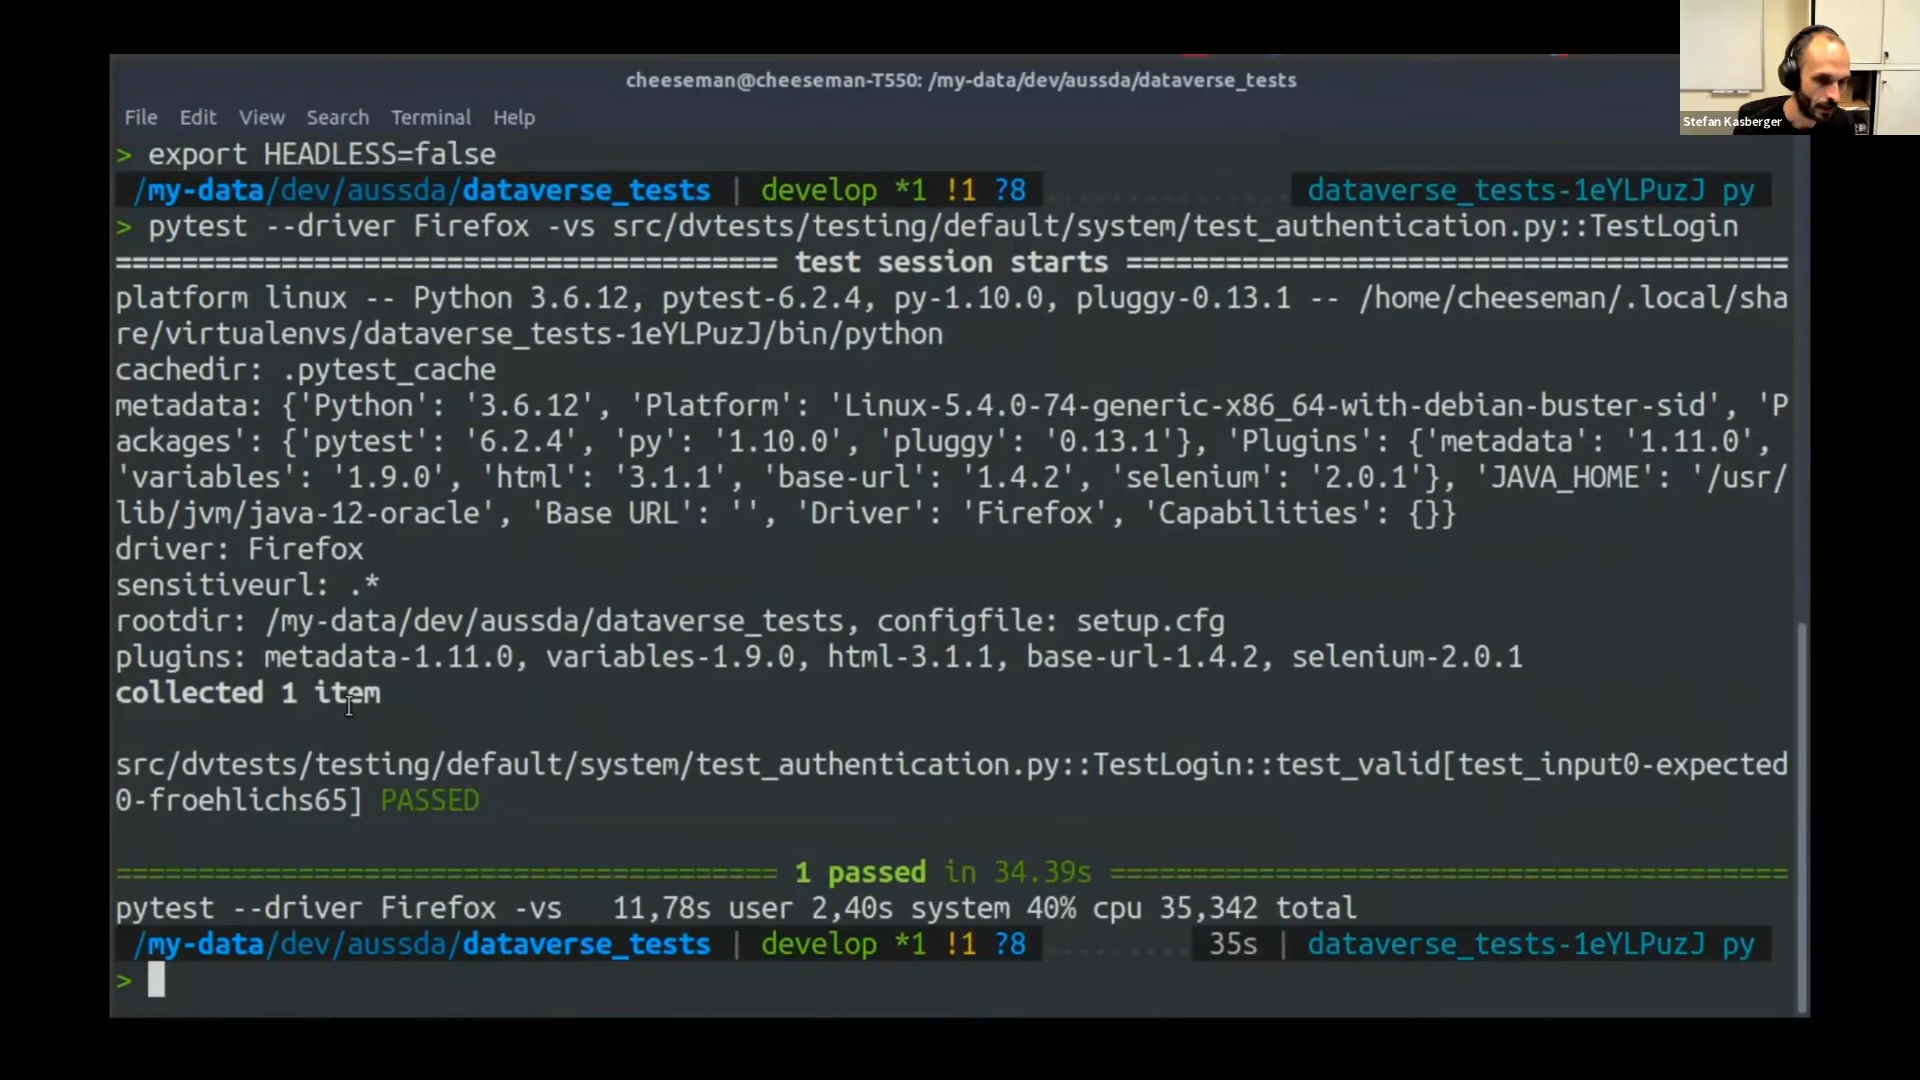 cheeseman@cheeseman-T550: /my-data/dev/aussda/dataverse_tests
Stefan Kasberger
File Edit View Search Terminal Help
> export HEADLESS=false
/my-data/dev/aussda/dataverse_tests | develop *1 !1 ?8 dataverse_tests-1eYLPuzJ py
> pytest --driver Firefox -vs src/dvtests/testing/default/system/test_authentication.py::TestLogin
======================================== test session starts ========================================
platform linux -- Python 3.6.12, pytest-6.2.4, py-1.10.0, pluggy-0.13.1 -- /home/cheeseman/.local/sha
re/virtualenvs/dataverse_tests-1eYLPuzJ/bin/python
cachedir: .pytest_cache
metadata: {'Python': '3.6.12', 'Platform': 'Linux-5.4.0-74-generic-x86_64-with-debian-buster-sid', 'P
ackages': {'pytest': '6.2.4', 'py': '1.10.0', 'pluggy': '0.13.1'}, 'Plugins': {'metadata': '1.11.0',
'variables': '1.9.0', 'html': '3.1.1', 'base-url': '1.4.2', 'selenium': '2.0.1'}, 'JAVA_HOME': '/usr/
lib/jvm/java-12-oracle', 'Base URL': '', 'Driver': 'Firefox', 'Capabilities': {}}
driver: Firefox
sensitiveurl: .*
rootdir: /my-data/dev/aussda/dataverse_tests, configfile: setup.cfg
plugins: metadata-1.11.0, variables-1.9.0, html-3.1.1, base-url-1.4.2, selenium-2.0.1
collected 1 item
src/dvtests/testing/default/system/test_authentication.py::TestLogin::test_valid[test_input0-expected
0-froehlichs65] PASSED
======================================== 1 passed in 34.39s =========================================
pytest --driver Firefox -vs 11,78s user 2,40s system 40% cpu 35,342 total
/my-data/dev/aussda/dataverse_tests | develop *1 !1 ?8 35s | dataverse_tests-1eYLPuzJ py
>